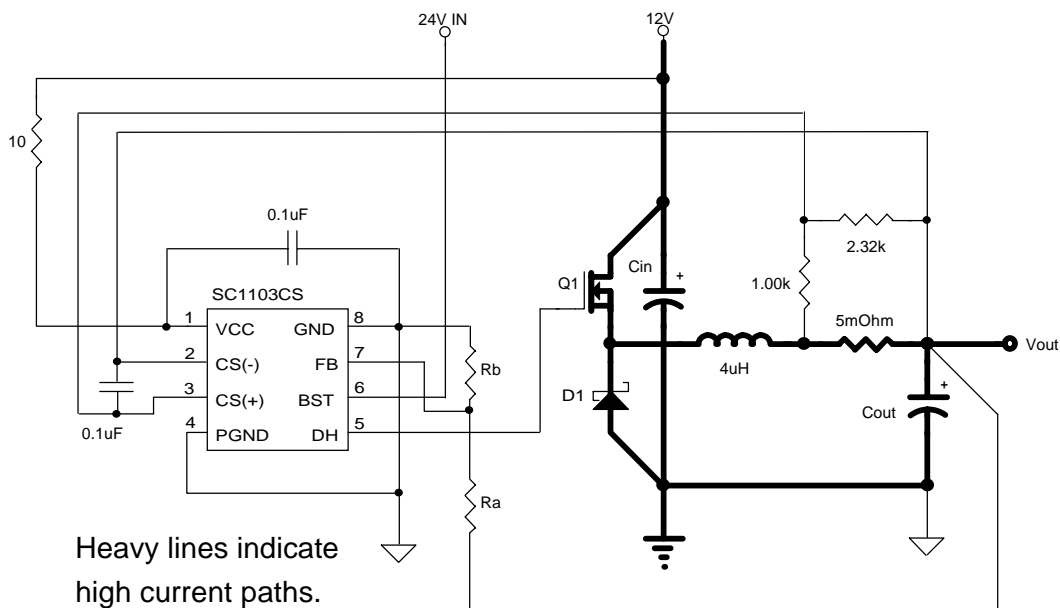 24V IN
12V
10
0.1uF
2.32k
Q1
Cin
+
1.00k
SC1103CS
1
VCC
GND
8
5mOhm
Vout
2
CS(-)
FB
7
Rb
4uH
3
CS(+)
BST
6
D1
+
Cout
0.1uF
4
PGND
DH
5
Ra
Heavy lines indicate
high current paths.